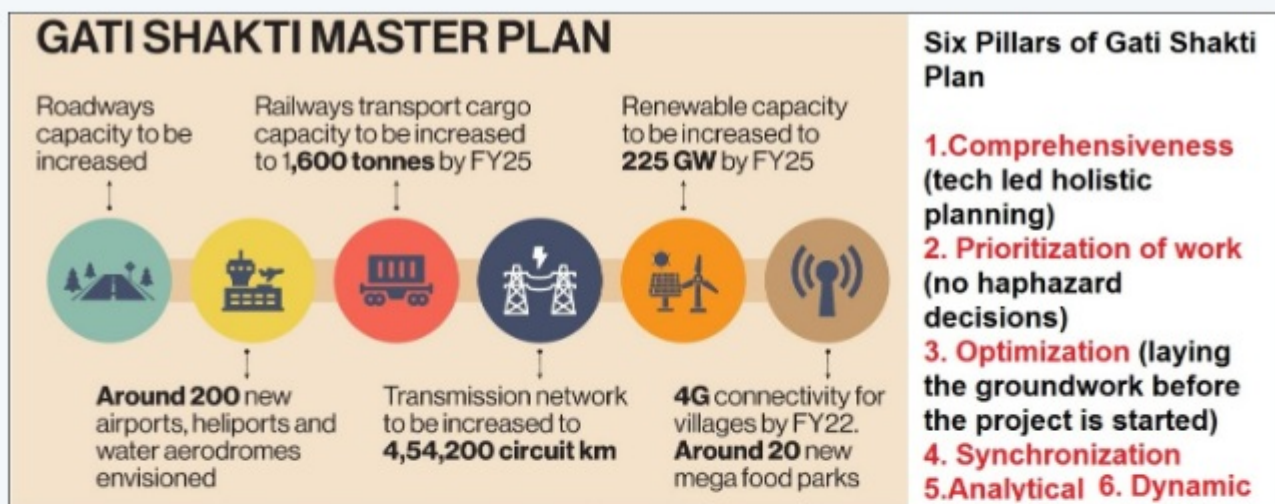 GATI SHAKTI MASTER PLAN
Roadways
capacity to be
increased
Railways transport cargo
capacity to be increased
to 1,600 tonnes by FY25
Renewable capacity
to be increased to
225 GW by FY25
Around 200 new
airports, heliports and
water aerodromes
envisioned
Transmission network
to be increased to
4,54,200 circuit km
4G connectivity for
villages by FY22.
Around 20 new
mega food parks
Six Pillars of Gati Shakti
Plan
1.Comprehensiveness
(tech led holistic
planning)
2. Prioritization of work
(no haphazard
decisions)
3. Optimization (laying
the groundwork before
the project is started)
4. Synchronization
5.Analytical 6. Dynamic